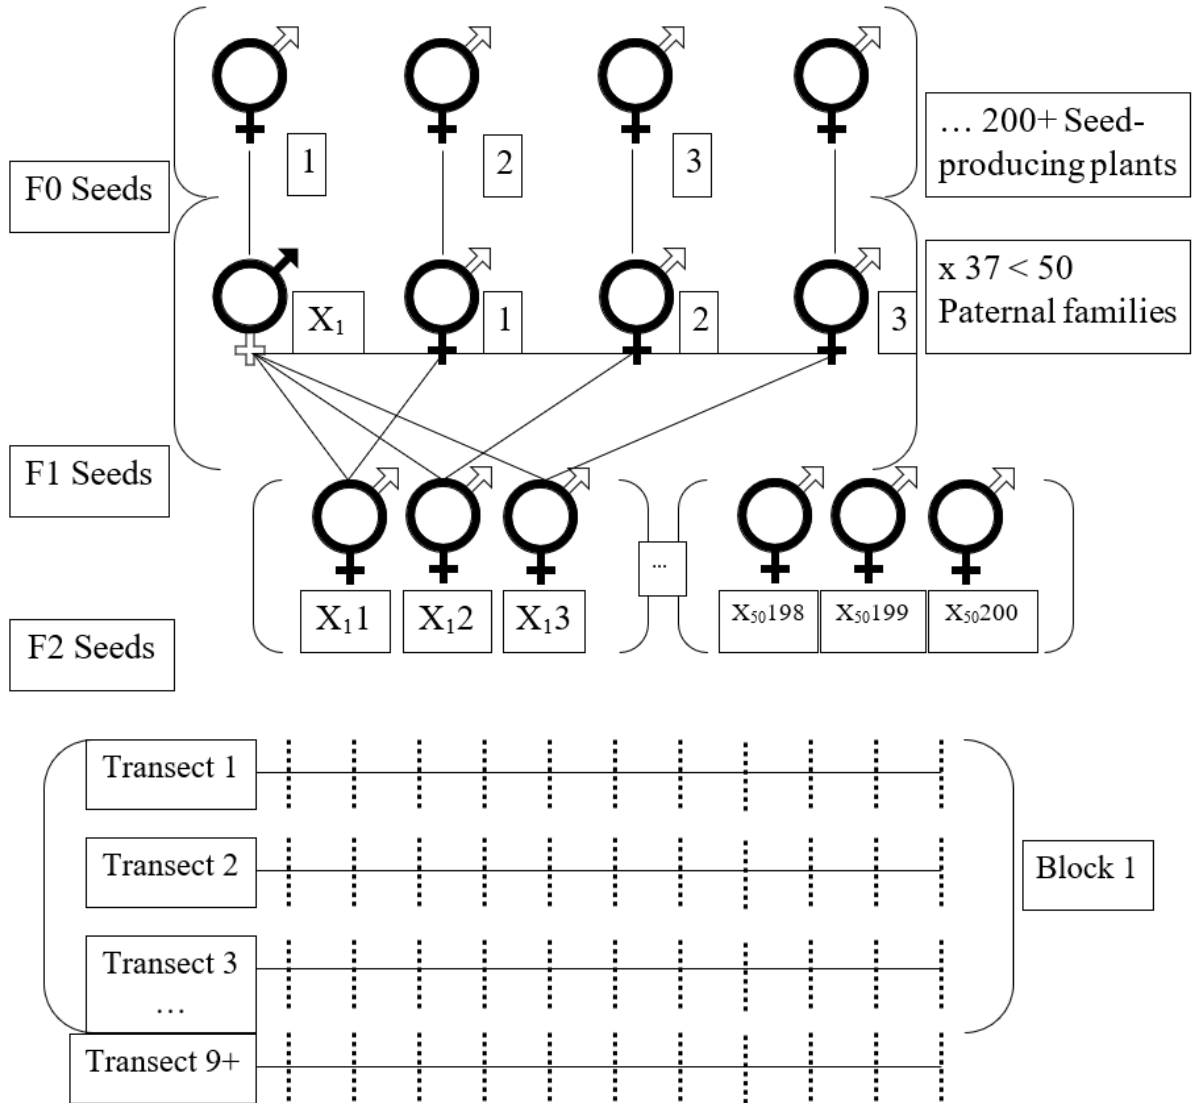 1
2
3
… 200+ Seed-
producing plants
F0 Seeds
x 37 < 50
Paternal families
X₁
1
2
3
F1 Seeds
...
X₁1
X₁2
X₁3
X₅₀198
X₅₀199
X₅₀200
F2 Seeds
Transect 1
Transect 2
Block 1
Transect 3
…
Transect 9+